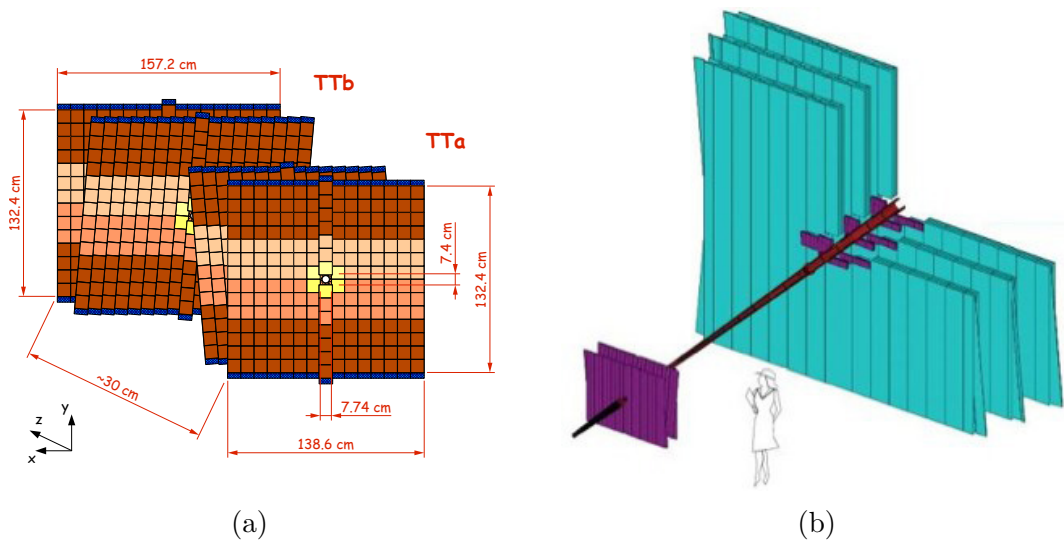 157.2 cm
TTb
TTa
132.4 cm
7.4 cm
132.4 cm
~30 cm
7.74 cm
138.6 cm
y
z
x
(a)
(b)